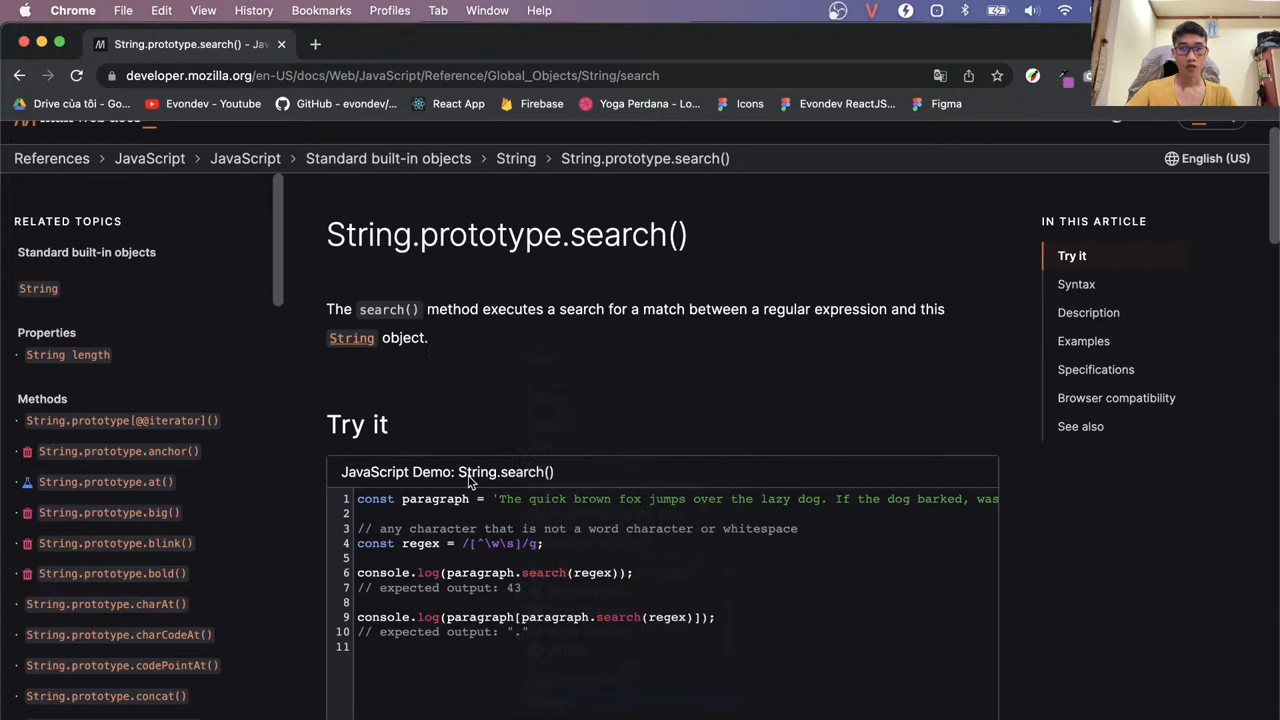 Chrome File Edit View History Bookmarks Profiles Tab Window Help
String.prototype.search() - Jav
developer.mozilla.org/en-US/docs/Web/JavaScript/Reference/Global_Objects/String/search
Drive của tôi - Go... Evondev - Youtube GitHub - evondev/... React App Firebase Yoga Perdana - Lo... Icons Evondev ReactJS... Figma
References > JavaScript > JavaScript > Standard built-in objects > String > String.prototype.search()
English (US)
RELATED TOPICS
Standard built-in objects
String
Properties
String length
Methods
String.prototype[@@iterator]()
String.prototype.anchor()
String.prototype.at()
String.prototype.big()
String.prototype.blink()
String.prototype.bold()
String.prototype.charAt()
String.prototype.charCodeAt()
String.prototype.codePointAt()
String.prototype.concat()
String.prototype.search()
The search() method executes a search for a match between a regular expression and this
String object.
Try it
JavaScript Demo: String.search()
1 const paragraph = 'The quick brown fox jumps over the lazy dog. If the dog barked, was
2
3 // any character that is not a word character or whitespace
4 const regex = /[^\w\s]/g;
5
6 console.log(paragraph.search(regex));
7 // expected output: 43
8
9 console.log(paragraph[paragraph.search(regex)]);
10 // expected output: "."
11
IN THIS ARTICLE
Try it
Syntax
Description
Examples
Specifications
Browser compatibility
See also